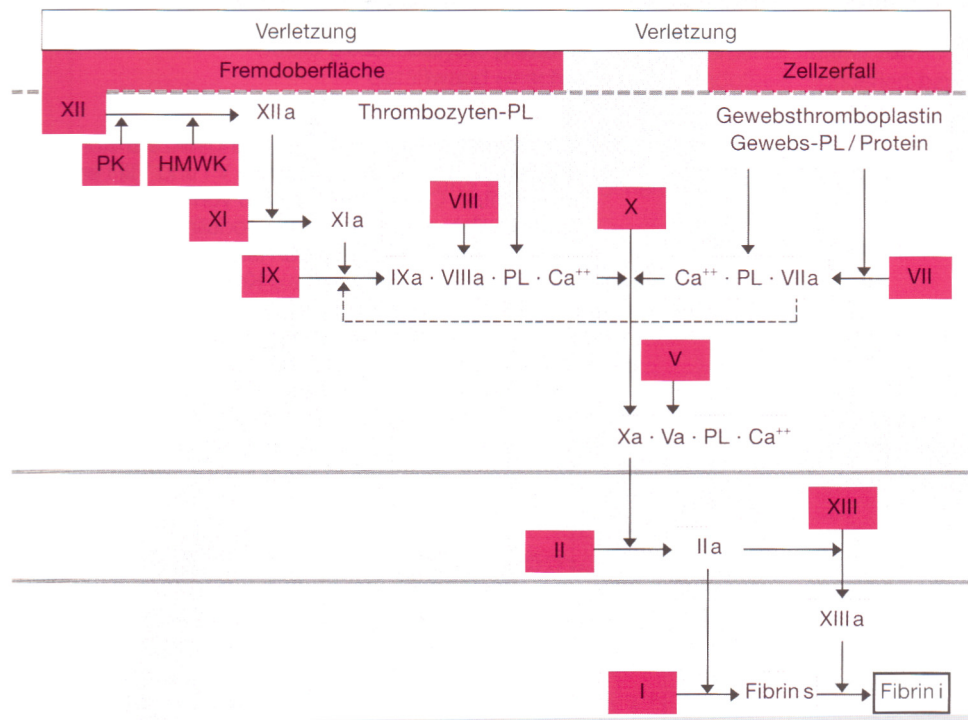 Verletzung Verletzung
Fremdoberfläche Zellzerfall
XII XIIa Thrombozyten-PL Gewebsthromboplastin
Gewebs-PL/Protein
PK HMWK
VIII X
XI XIa
IX IXa · VIIIa · PL · Ca++ Ca++ · PL · VIIa VII
V
Xa · Va · PL · Ca++
XIII
II IIa
XIIIa
I Fibrin s Fibrin i